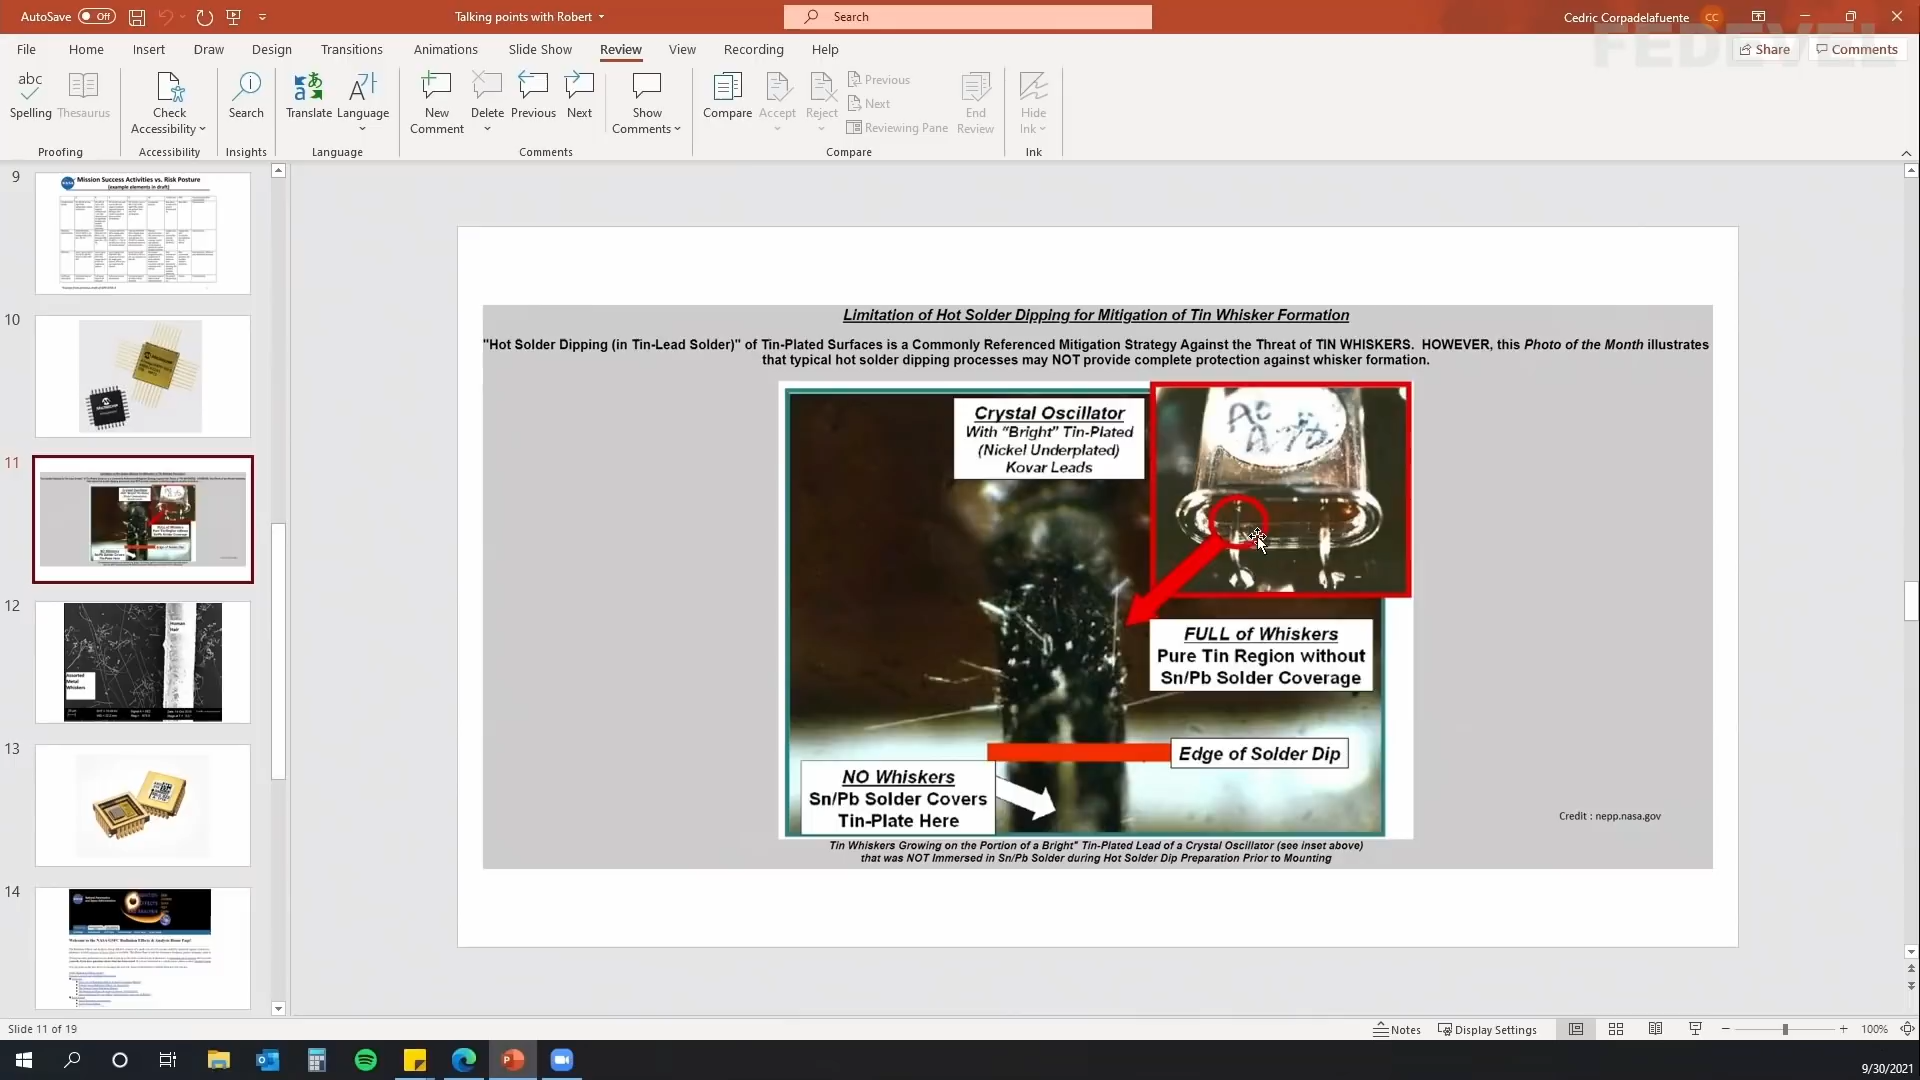 AutoSave Off
Talking points with Robert
Search
Cedric Corpadelafuente CC
FEDEVEL
File Home Insert Draw Design Transitions Animations Slide Show Review View Recording Help
Share Comments
Spelling Thesaurus
Check Accessibility
Search
Translate Language
New Comment Delete Previous Next
Show Comments
Compare Accept Reject
Previous
Next
Reviewing Pane
End Review
Hide Ink
Proofing Accessibility Insights Language Comments Compare Ink
9
Mission Success Activities vs. Risk Posture
(example elements in draft)
10
11
12
Human Hair
Assorted Metal Whiskers
13
14
Limitation of Hot Solder Dipping for Mitigation of Tin Whisker Formation
"Hot Solder Dipping (in Tin-Lead Solder)" of Tin-Plated Surfaces is a Commonly Referenced Mitigation Strategy Against the Threat of TIN WHISKERS. HOWEVER, this Photo of the Month illustrates
that typical hot solder dipping processes may NOT provide complete protection against whisker formation.
Crystal Oscillator
With "Bright" Tin-Plated
(Nickel Underplated)
Kovar Leads
FULL of Whiskers
Pure Tin Region without
Sn/Pb Solder Coverage
Edge of Solder Dip
NO Whiskers
Sn/Pb Solder Covers
Tin-Plate Here
Credit : nepp.nasa.gov
Tin Whiskers Growing on the Portion of a Bright" Tin-Plated Lead of a Crystal Oscillator (see inset above)
that was NOT Immersed in Sn/Pb Solder during Hot Solder Dip Preparation Prior to Mounting
Slide 11 of 19
Notes Display Settings 100%
9/30/2021